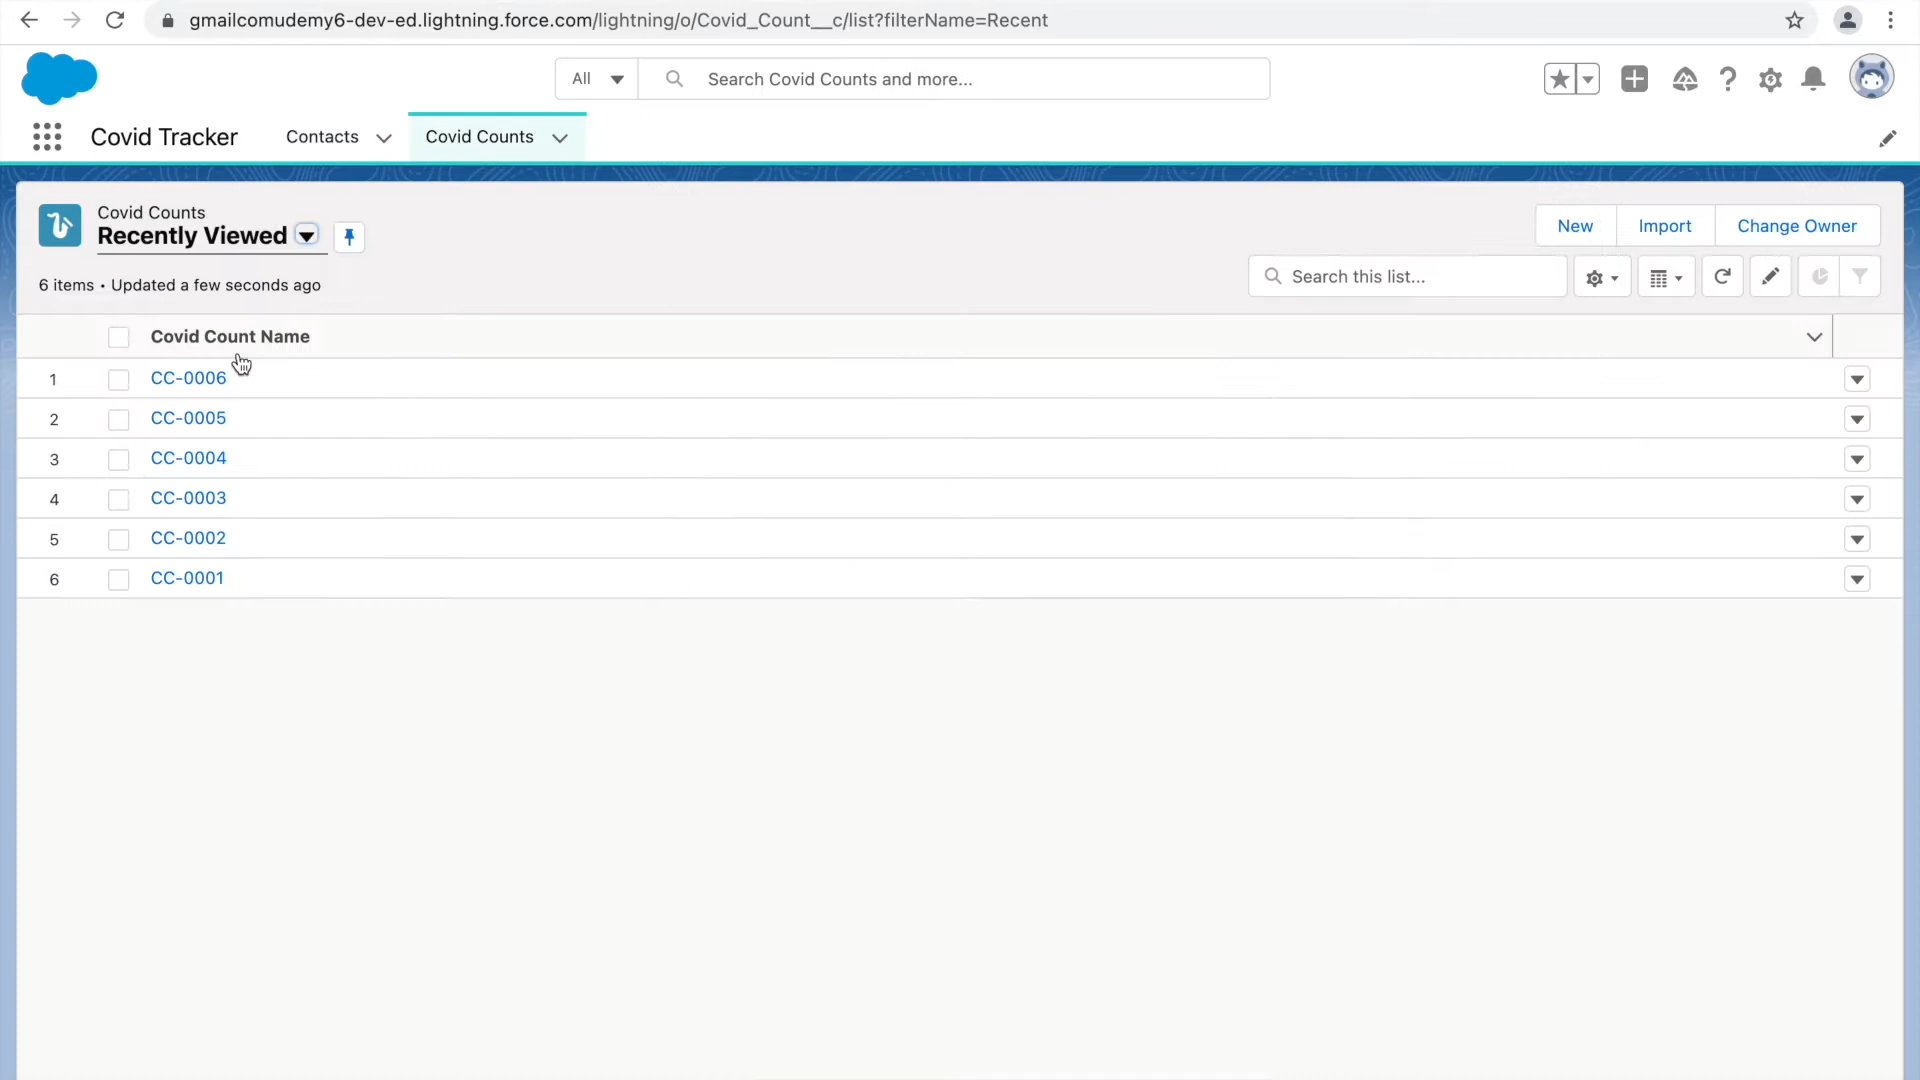 gmailcomudemy6-dev-ed.lightning.force.com/lightning/o/Covid_Count__c/list?filterName=Recent
All Search Covid Counts and more...
Covid Tracker Contacts Covid Counts
Covid Counts
Recently Viewed
New Import Change Owner
6 items • Updated a few seconds ago
Search this list...
Covid Count Name
1 CC-0006
2 CC-0005
3 CC-0004
4 CC-0003
5 CC-0002
6 CC-0001